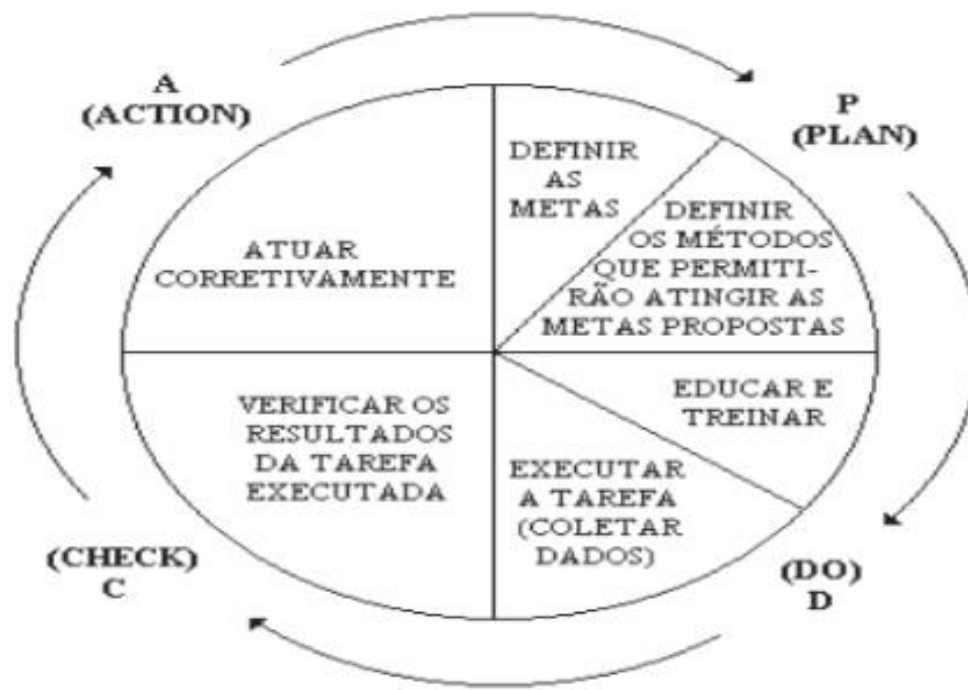 A
(ACTION)
P
(PLAN)
DEFINIR
AS
METAS
DEFINIR
OS MÉTODOS
QUE PERMITI-
RÃO ATINGIR AS
METAS PROPOSTAS
ATUAR
CORRETIVAMENTE
EDUCAR E
TREINAR
VERIFICAR OS
RESULTADOS
DA TAREFA
EXECUTADA
EXECUTAR
A TAREFA
(COLETAR
DADOS)
(CHECK)
C
(DO)
D